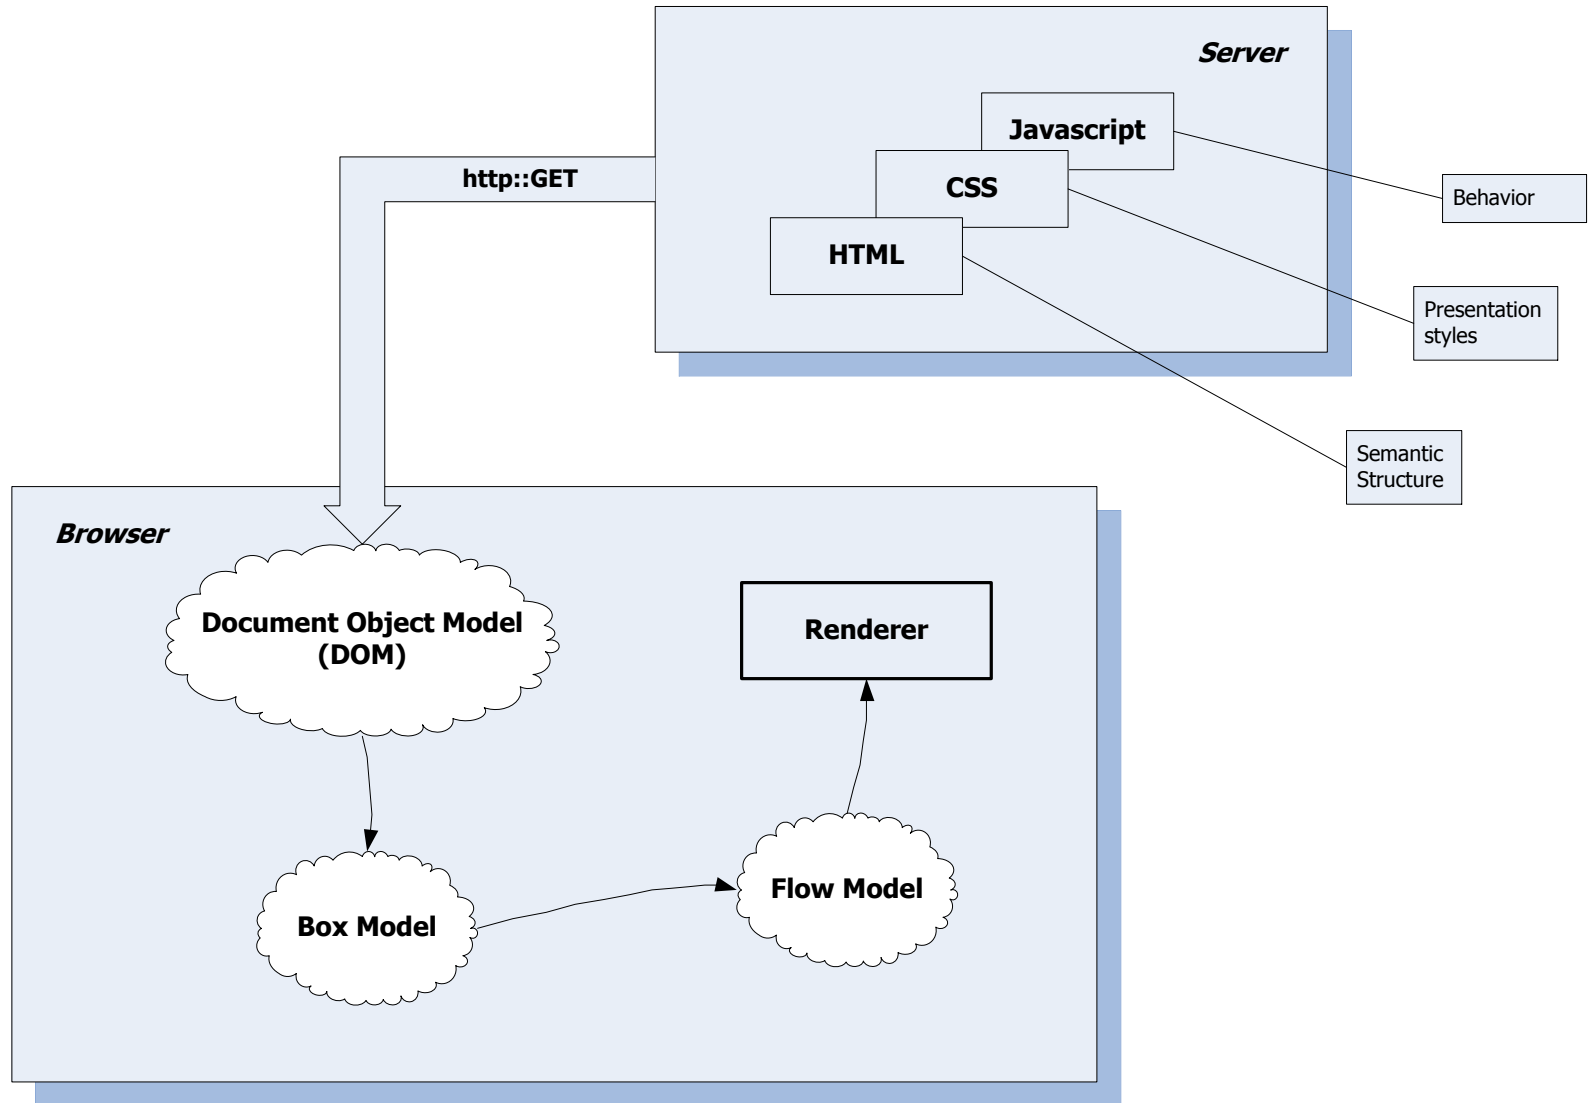 Server
Javascript
http::GET
CSS
Behavior
HTML
Presentation
styles
Semantic
Structure
Browser
Document Object Model
(DOM)
Renderer
Flow Model
Box Model